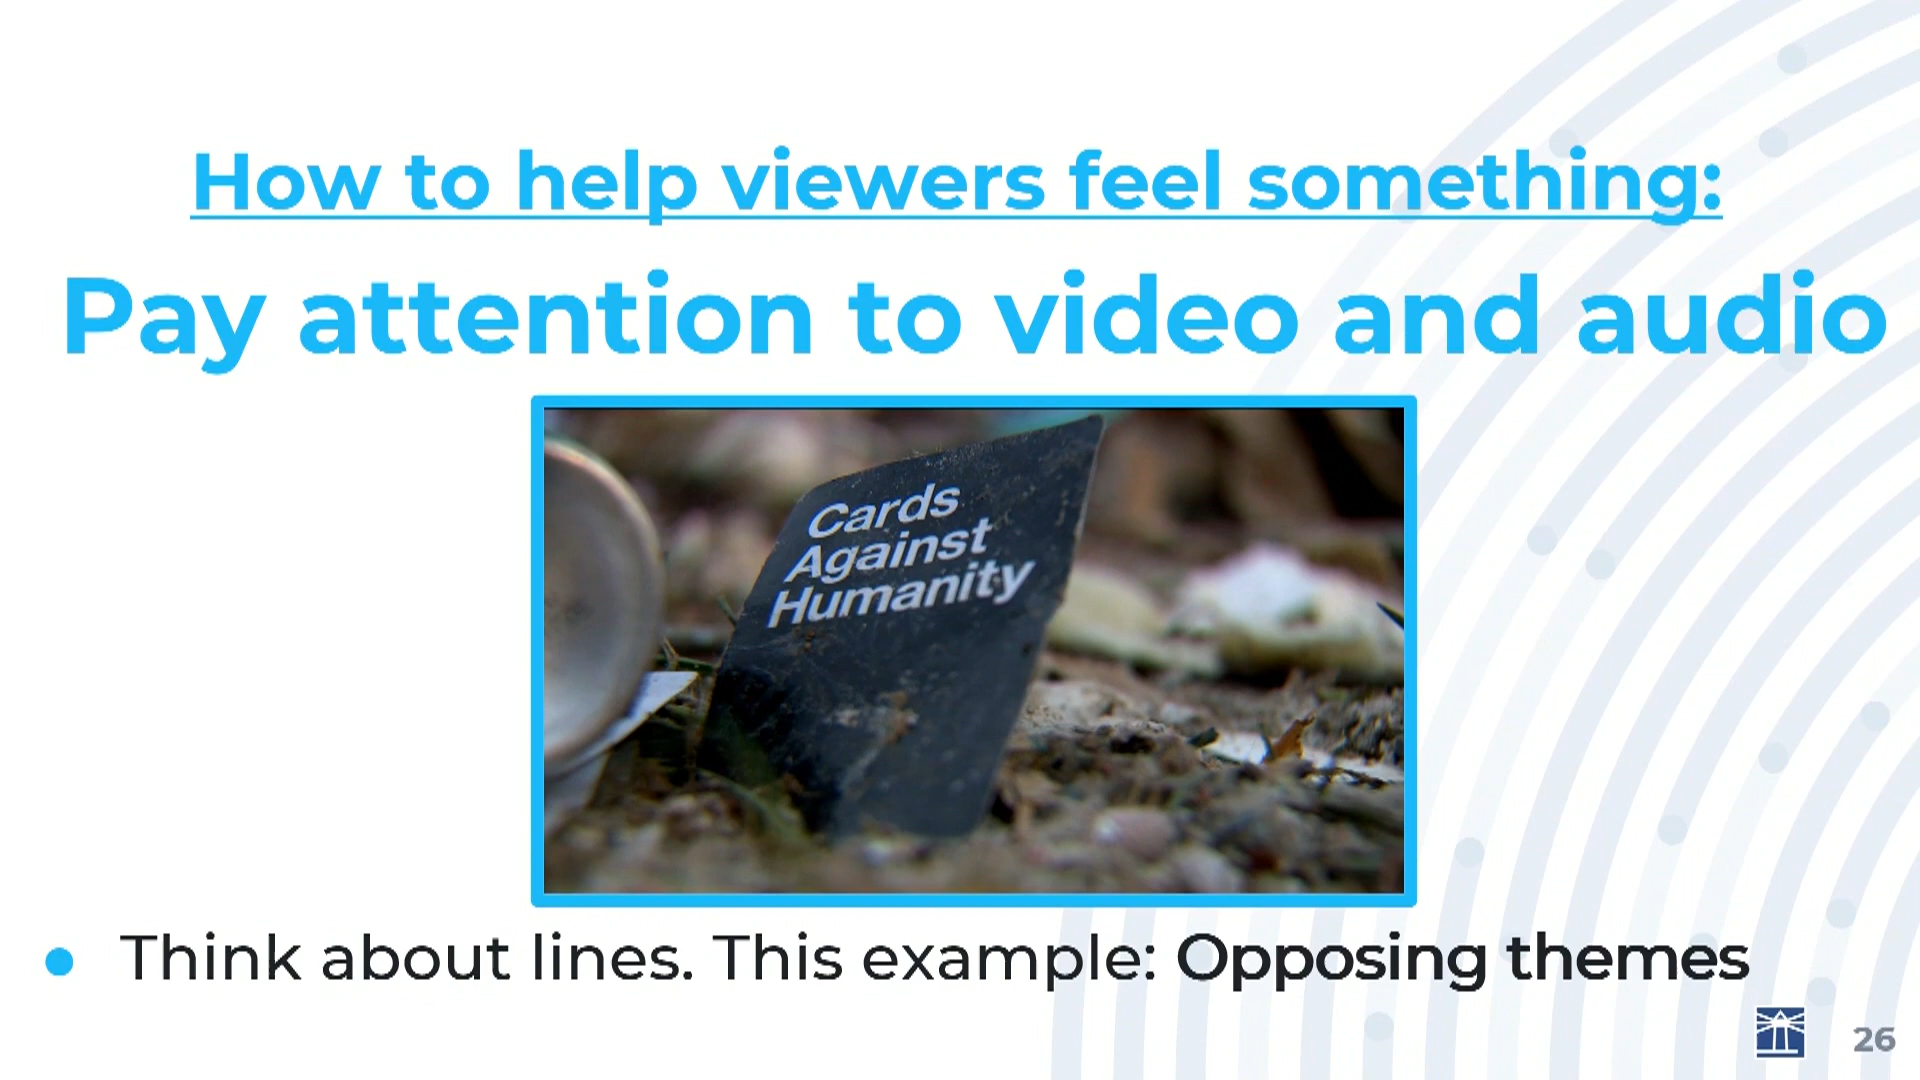 How to help viewers feel something:
Pay attention to video and audio
Cards
Against
Humanity
Think about lines. This example: Opposing themes
26